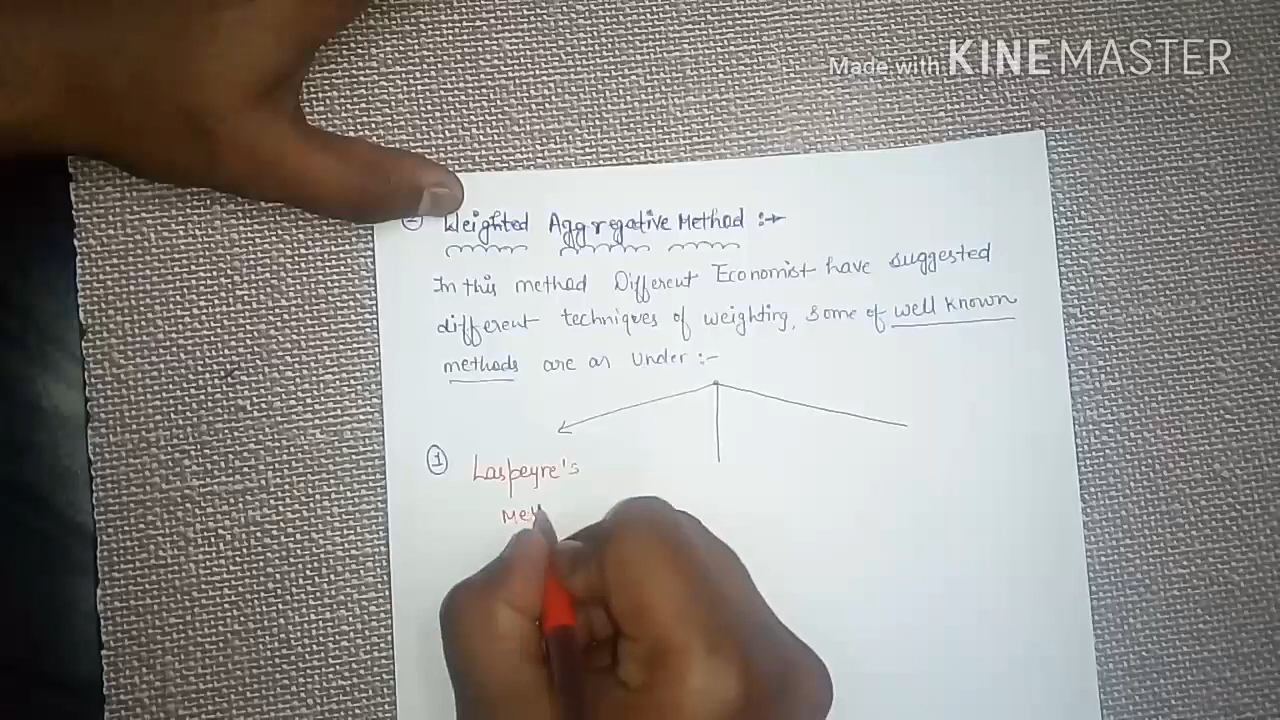 Made with KINEMASTER
Weighted Aggregative Method :→
In this method Different Economist have suggested
different techniques of weighting, some of well known
methods are as under :-
① Laspeyre's